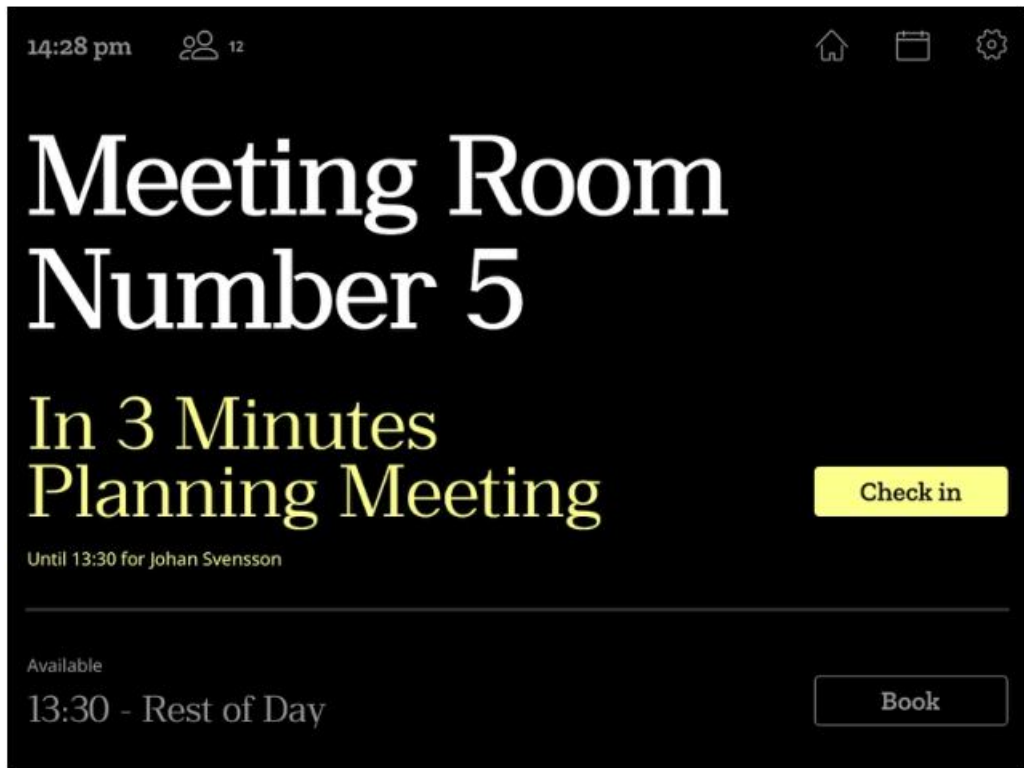 14:28 pm
12
Meeting Room
Number 5
In 3 Minutes
Planning Meeting
Check in
Until 13:30 for Johan Svensson
Available
13:30 - Rest of Day
Book